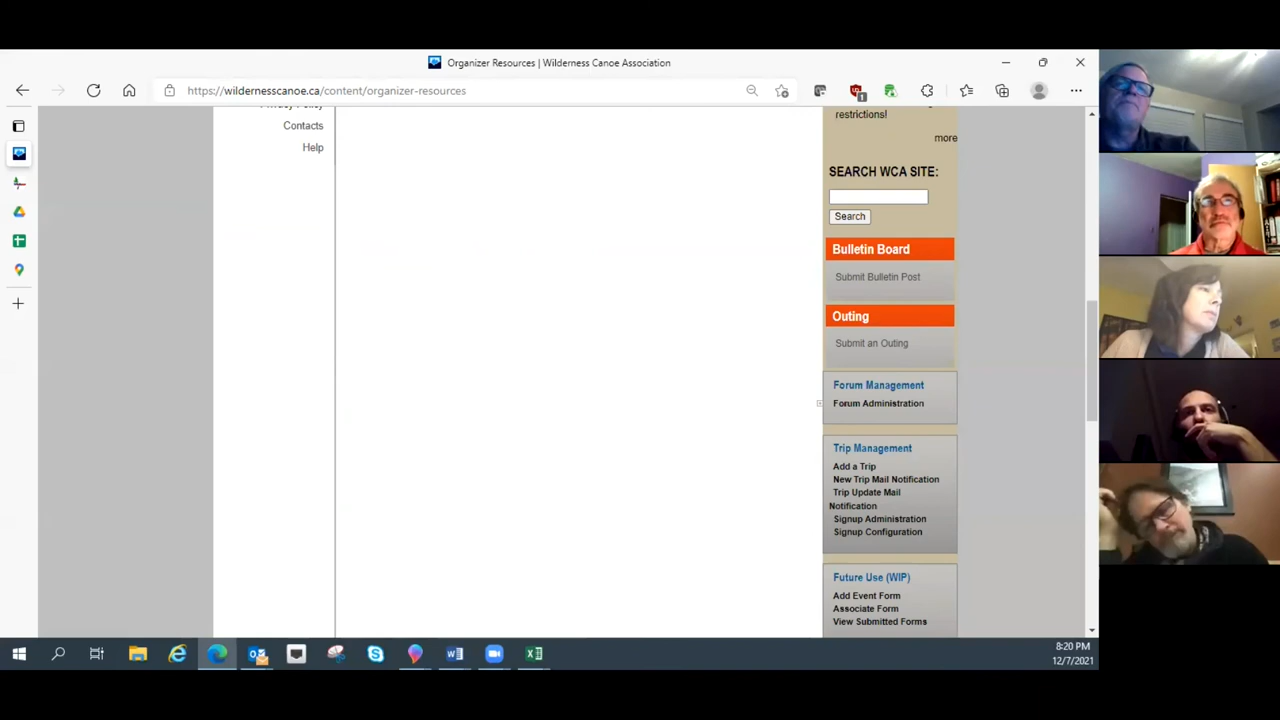 Organizer Resources | Wilderness Canoe Association
https://wildernesscanoe.ca/content/organizer-resources
1
Privacy Policy
Contacts
Help
restrictions!
more
SEARCH WCA SITE:
Search
Bulletin Board
Submit Bulletin Post
Outing
Submit an Outing
Forum Management
Forum Administration
Trip Management
Add a Trip
New Trip Mail Notification
Trip Update Mail
Notification
Signup Administration
Signup Configuration
Future Use (WIP)
Add Event Form
Associate Form
View Submitted Forms
8:20 PM
12/7/2021